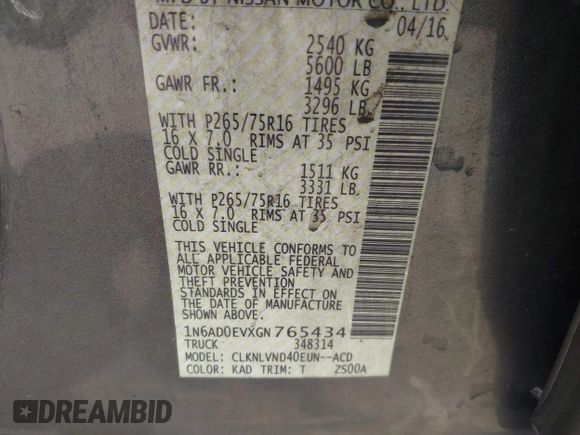 MFD BY NISSAN MOTOR CO., LTD.
DATE: 04/16
GVWR: 2540 KG
5600 LB
GAWR FR.: 1495 KG
3296 LB
WITH P265/75R16 TIRES
16 X 7.0 RIMS AT 35 PSI
COLD SINGLE
GAWR RR.: 1511 KG
3331 LB
WITH P265/75R16 TIRES
16 X 7.0 RIMS AT 35 PSI
COLD SINGLE
THIS VEHICLE CONFORMS TO
ALL APPLICABLE FEDERAL
MOTOR VEHICLE SAFETY AND
THEFT PREVENTION
STANDARDS IN EFFECT ON
THE DATE OF MANUFACTURE
SHOWN ABOVE.
1N6AD0EVXGN765434
TRUCK 348314
MODEL: CLKNLVND40EUN--ACD
COLOR: KAD TRIM: T ZS00A
DREAMBID